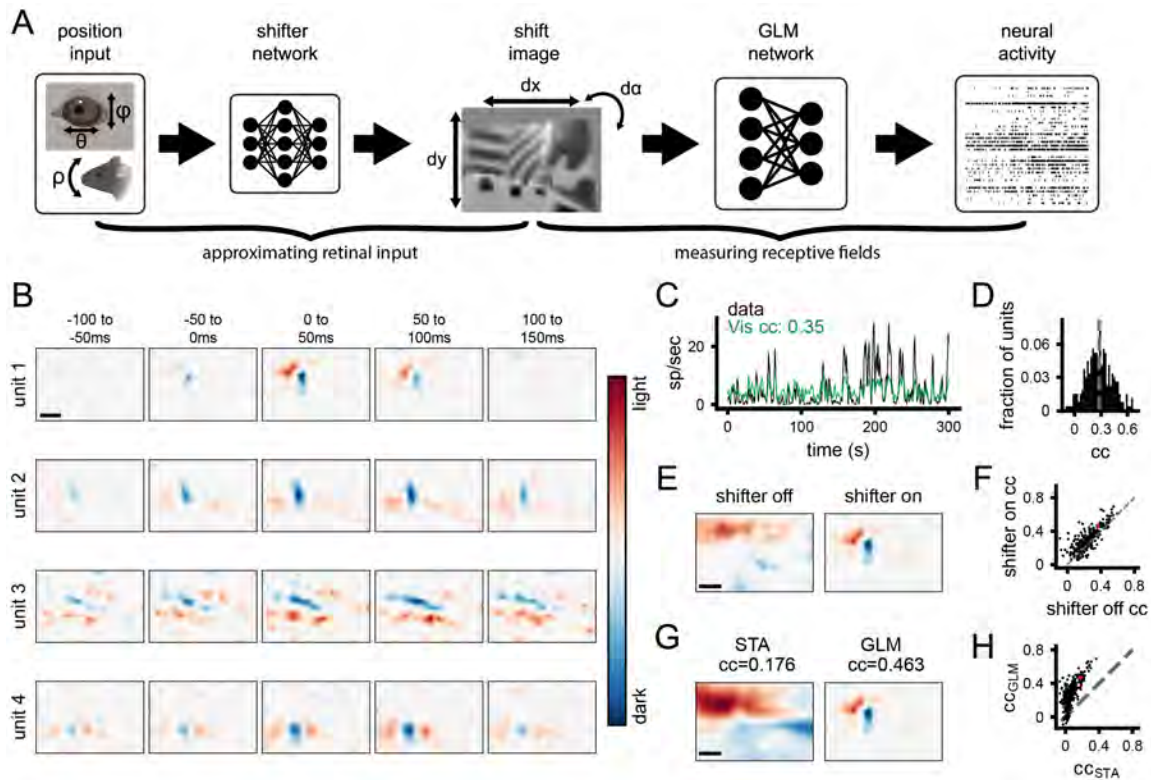 A
position
input
shifter
network
shift
image
GLM
network
neural
activity
φ
θ
ρ
dx
dα
dy
approximating retinal input
measuring receptive fields
B
-100 to
-50ms
-50 to
0ms
0 to
50ms
50 to
100ms
100 to
150ms
unit 1
unit 2
unit 3
unit 4
light
dark
C
data
Vis cc: 0.35
sp/sec
20
0
0
100
200
300
time (s)
D
fraction of units
0.06
0.03
0
0
0.3
0.6
cc
E
shifter off
shifter on
F
shifter on cc
0.8
0.4
0
0
0.4
0.8
shifter off cc
G
STA
cc=0.176
GLM
cc=0.463
H
ccGLM
0.8
0.4
0
0
0.4
0.8
ccSTA